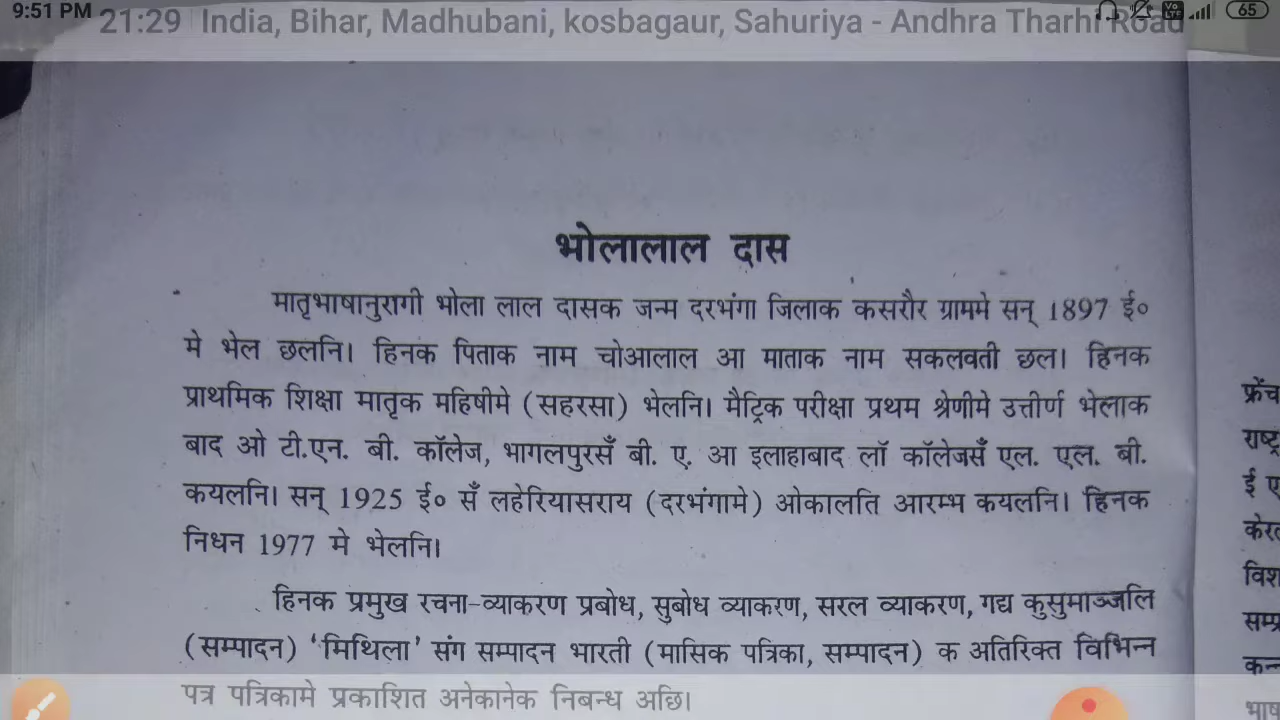 9:51 PM
21:29 India, Bihar, Madhubani, kosbagaur, Sahuriya - Andhra Tharhi Road
65
भोलालाल दास
मातृभाषानुरागी भोला लाल दासक जन्म दरभंगा जिलाक कसरौर ग्राममे सन् 1897 ई०
मे भेल छलनि। हिनक पिताक नाम चोआलाल आ माताक नाम सकलवती छल। हिनक
प्राथमिक शिक्षा मातृक महिषीमे (सहरसा) भेलनि। मैट्रिक परीक्षा प्रथम श्रेणीमे उत्तीर्ण भेलाक
बाद ओ टी.एन. बी. कॉलेज, भागलपुरसँ बी. ए. आ इलाहाबाद लॉ कॉलेजसँ एल. एल. बी.
कयलनि। सन् 1925 ई० सँ लहेरियासराय (दरभंगामे) ओकालति आरम्भ कयलनि। हिनक
निधन 1977 मे भेलनि।
हिनक प्रमुख रचना-व्याकरण प्रबोध, सुबोध व्याकरण, सरल व्याकरण, गद्य कुसुमाञ्जलि
(सम्पादन) ‘मिथिला’ संग सम्पादन भारती (मासिक पत्रिका, सम्पादन) क अतिरिक्त विभिन्न
पत्र पत्रिकामे प्रकाशित अनेकानेक निबन्ध अछि।
फ्रेंच
राष्ट्र
ई ए